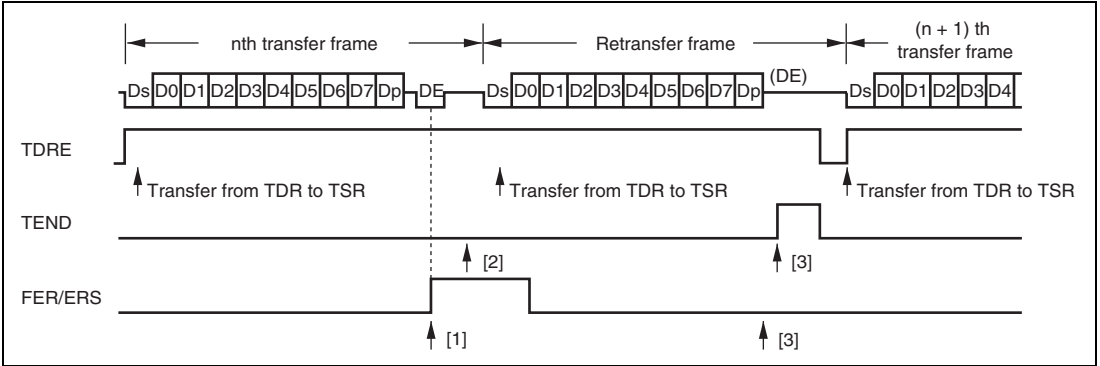 nth transfer frame
Retransfer frame
(n + 1) th
transfer frame
Ds D0 D1 D2 D3 D4 D5 D6 D7 Dp DE
Ds D0 D1 D2 D3 D4 D5 D6 D7 Dp
(DE)
Ds D0 D1 D2 D3 D4
TDRE
Transfer from TDR to TSR
Transfer from TDR to TSR
Transfer from TDR to TSR
TEND
[2]
[3]
FER/ERS
[1]
[3]